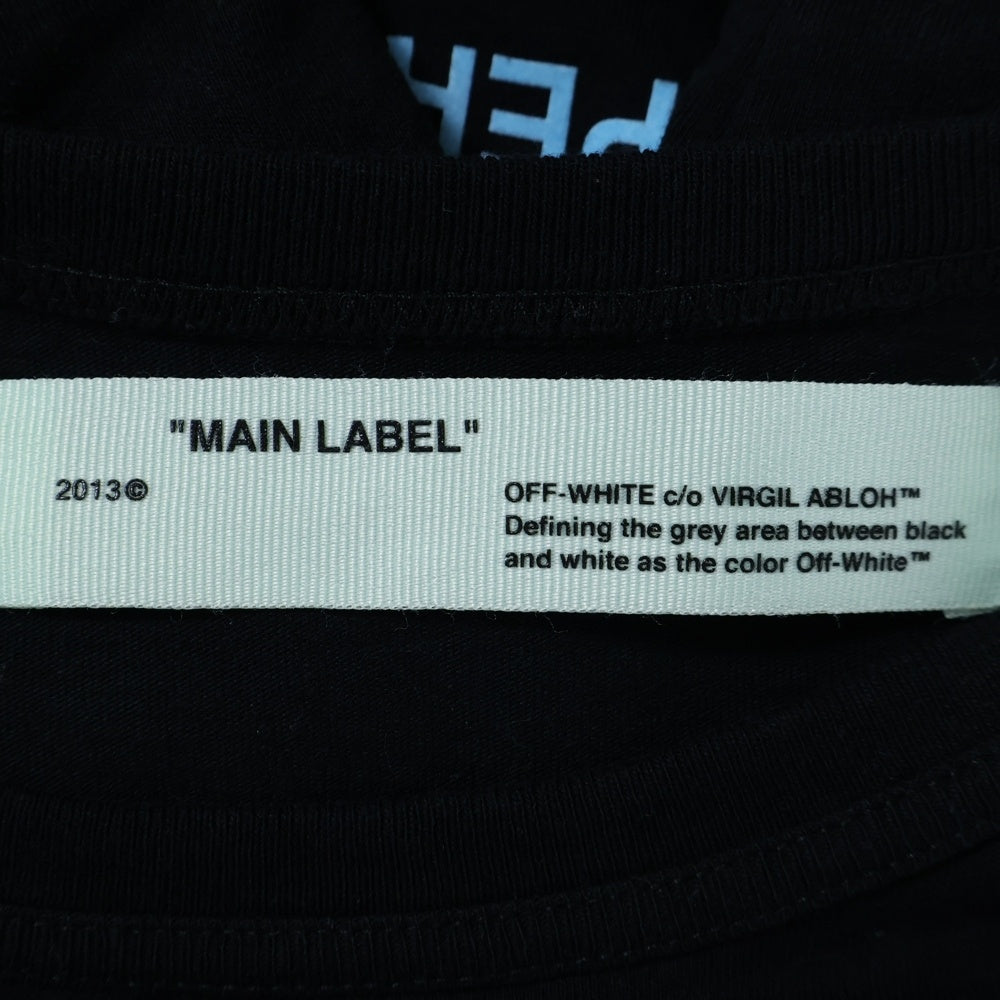 "MAIN LABEL"
2013©
OFF-WHITE c/o VIRGIL ABLOH™
Defining the grey area between black
and white as the color Off-White™